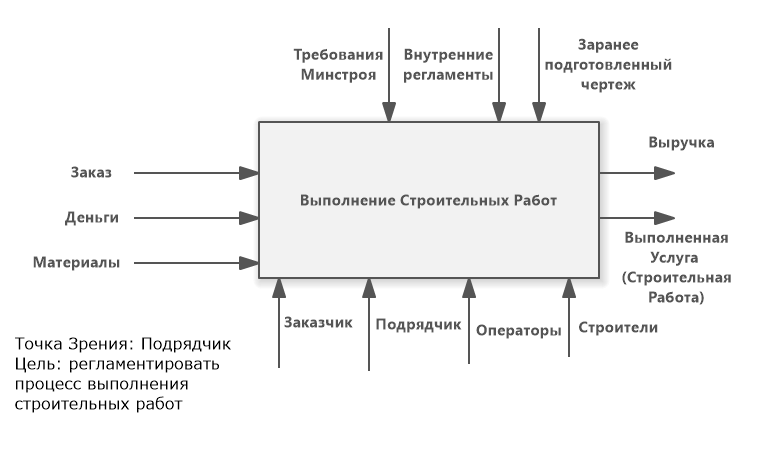 Требования
Минстроя
Внутренние
регламенты
Заранее
подготовленный
чертеж
Заказ
Деньги
Материалы
Выполнение Строительных Работ
Выручка
Выполненная
Услуга
(Строительная
Работа)
Заказчик
Подрядчик
Операторы
Строители
Точка Зрения: Подрядчик
Цель: регламентировать
процесс выполнения
строительных работ